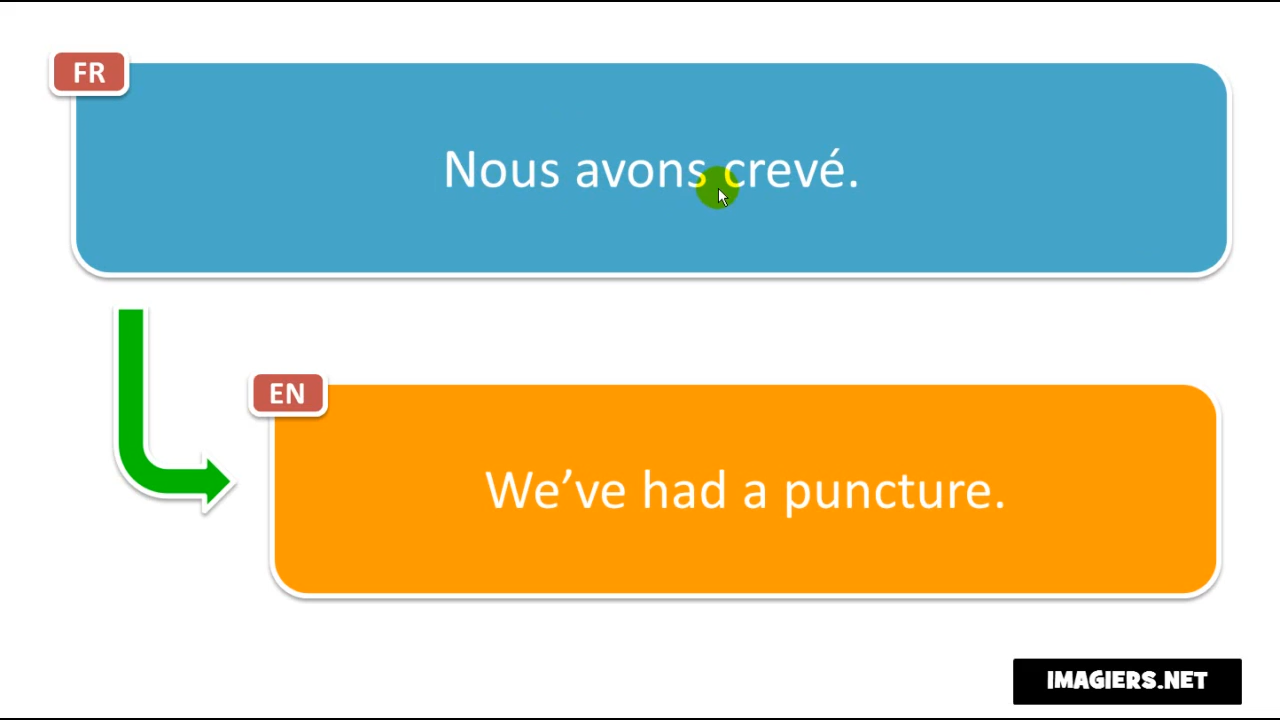 FR
Nous avons crevé.
EN
We’ve had a puncture.
IMAGIERS.NET